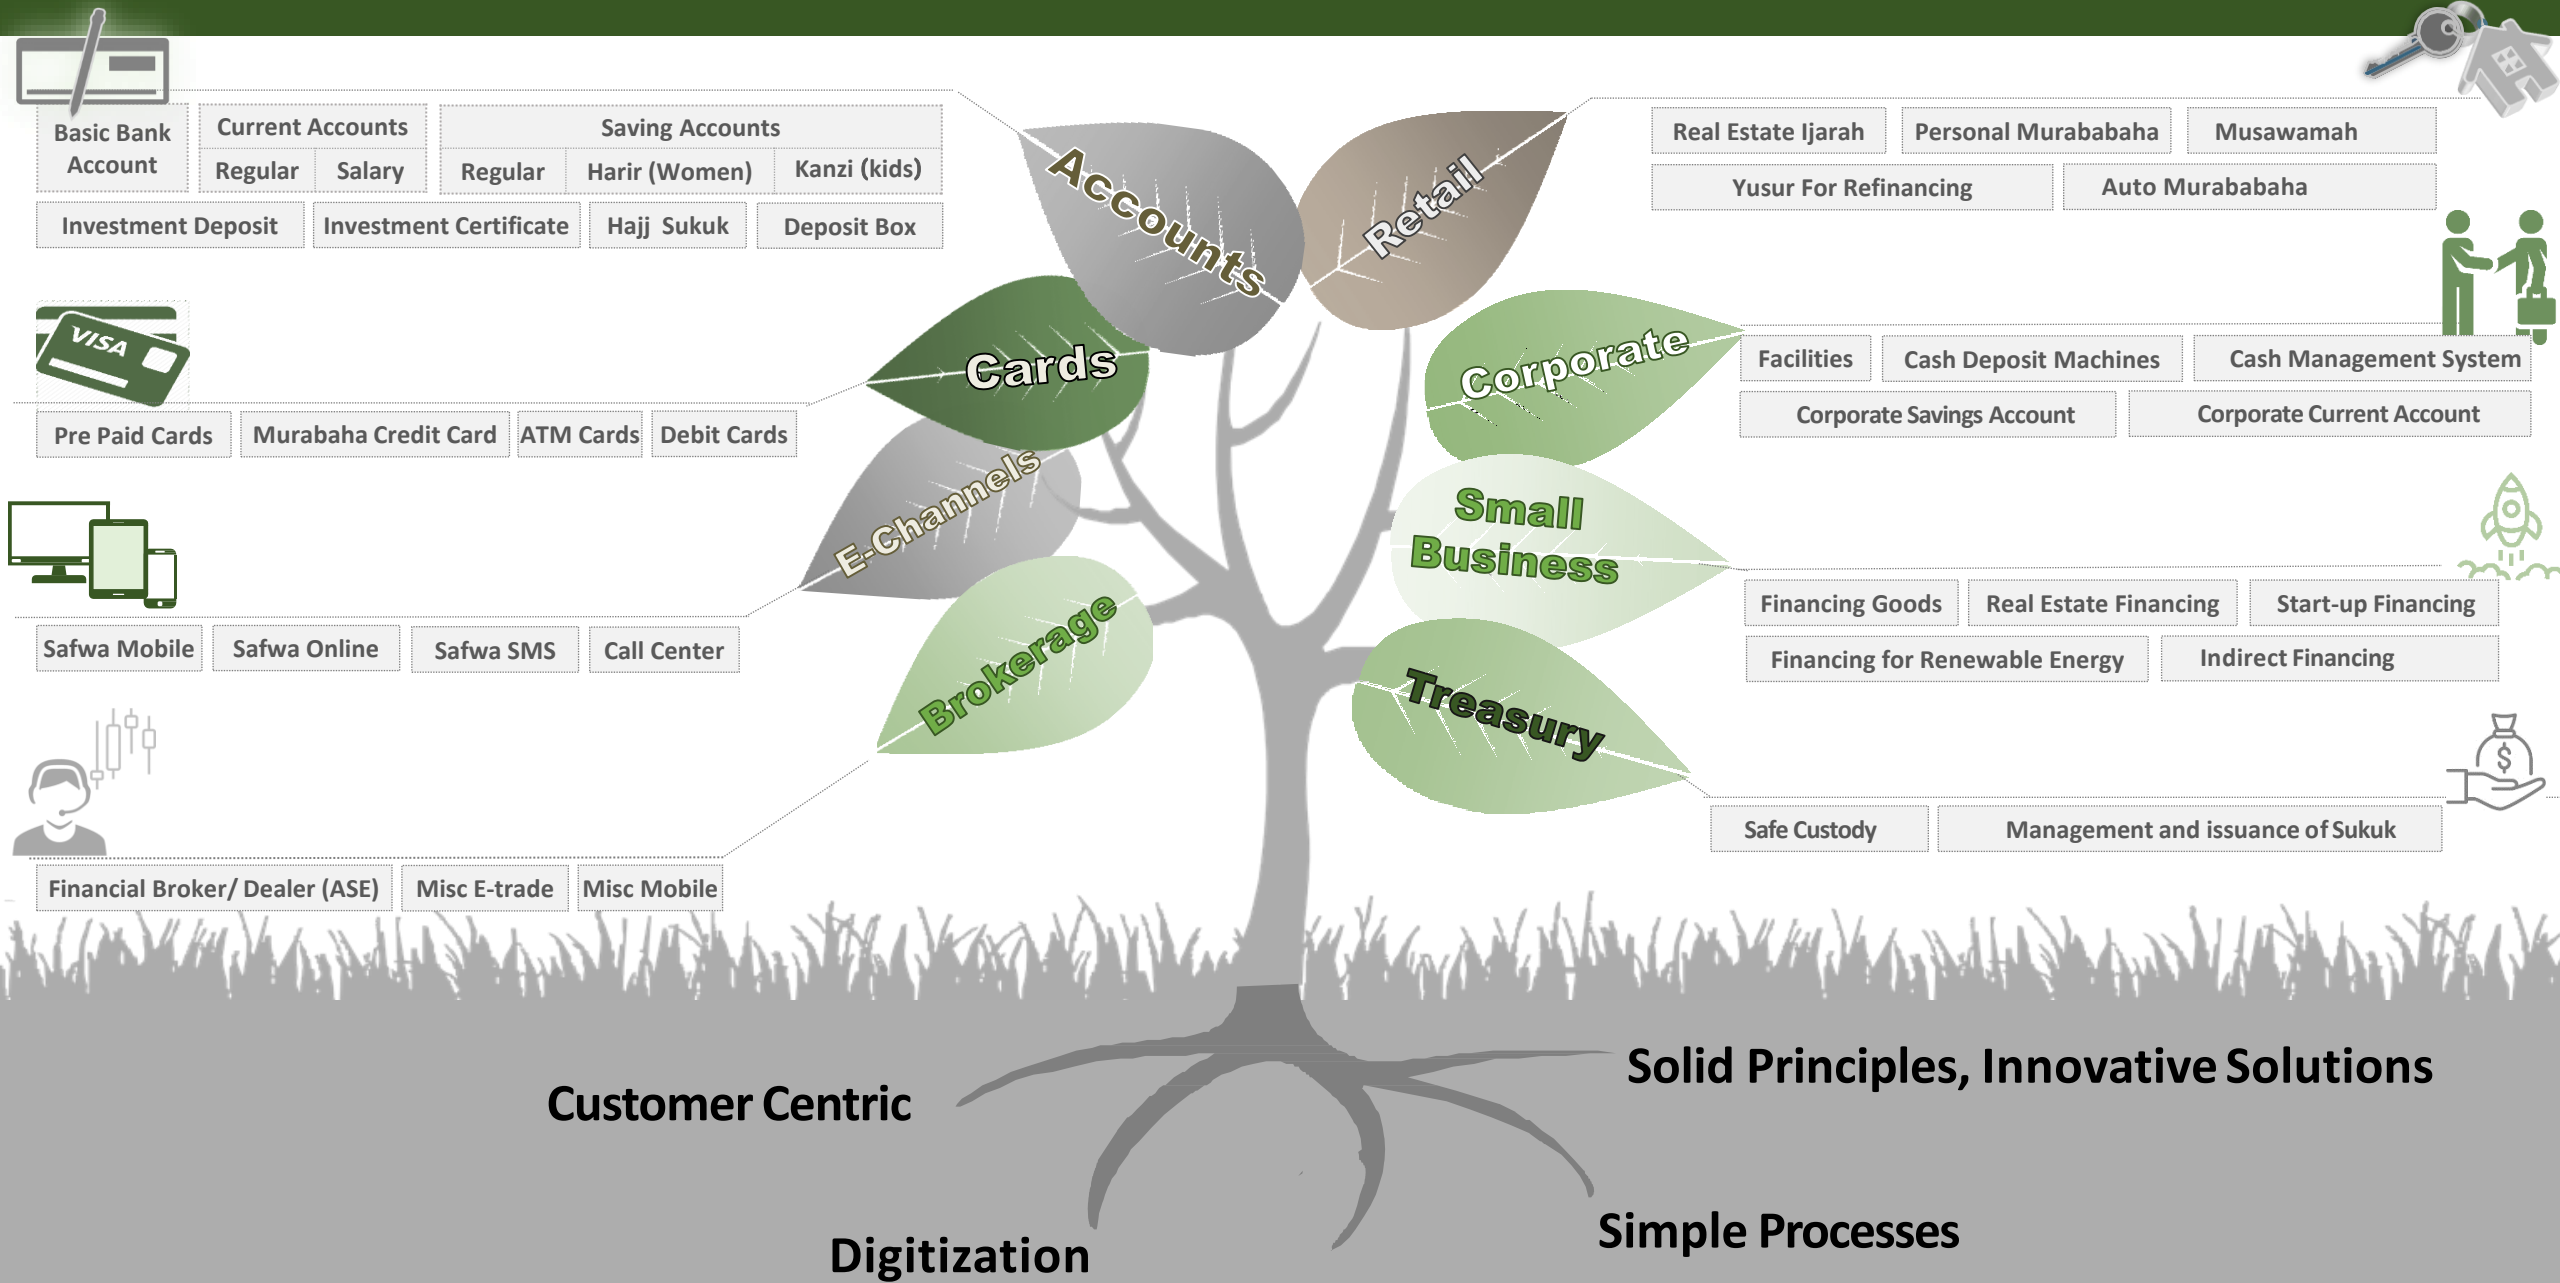 Basic Bank
Account
Current Accounts
Regular
Salary
Saving Accounts
Regular
Harir (Women)
Kanzi (kids)
Investment Deposit
Investment Certificate
Hajj Sukuk
Deposit Box
Accounts
Retail
Real Estate Ijarah
Personal Murababaha
Musawamah
Yusur For Refinancing
Auto Murababaha
VISA
Cards
Pre Paid Cards
Murabaha Credit Card
ATM Cards
Debit Cards
Corporate
Facilities
Cash Deposit Machines
Cash Management System
Corporate Savings Account
Corporate Current Account
E-Channels
Safwa Mobile
Safwa Online
Safwa SMS
Call Center
Small
Business
Financing Goods
Real Estate Financing
Start-up Financing
Financing for Renewable Energy
Indirect Financing
Brokerage
Financial Broker/ Dealer (ASE)
Misc E-trade
Misc Mobile
Treasury
$
Safe Custody
Management and issuance of Sukuk
Customer Centric
Solid Principles, Innovative Solutions
Digitization
Simple Processes